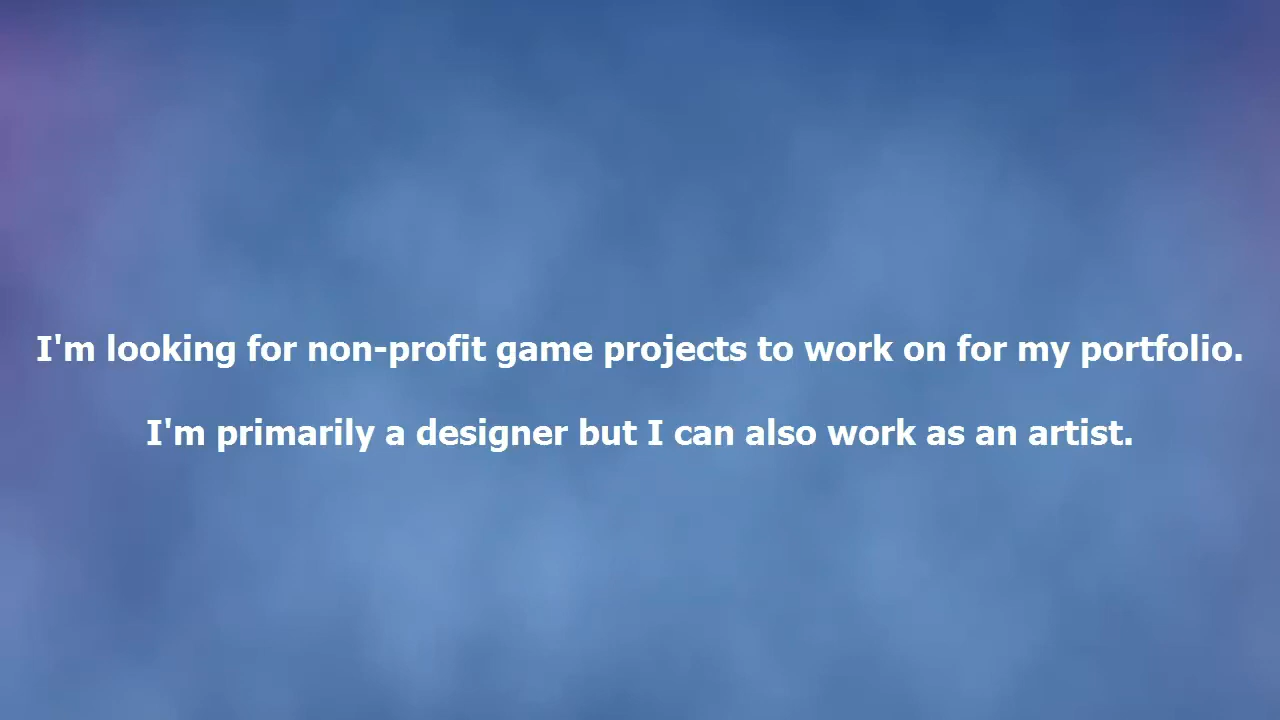 I'm looking for non-profit game projects to work on for my portfolio.
I'm primarily a designer but I can also work as an artist.